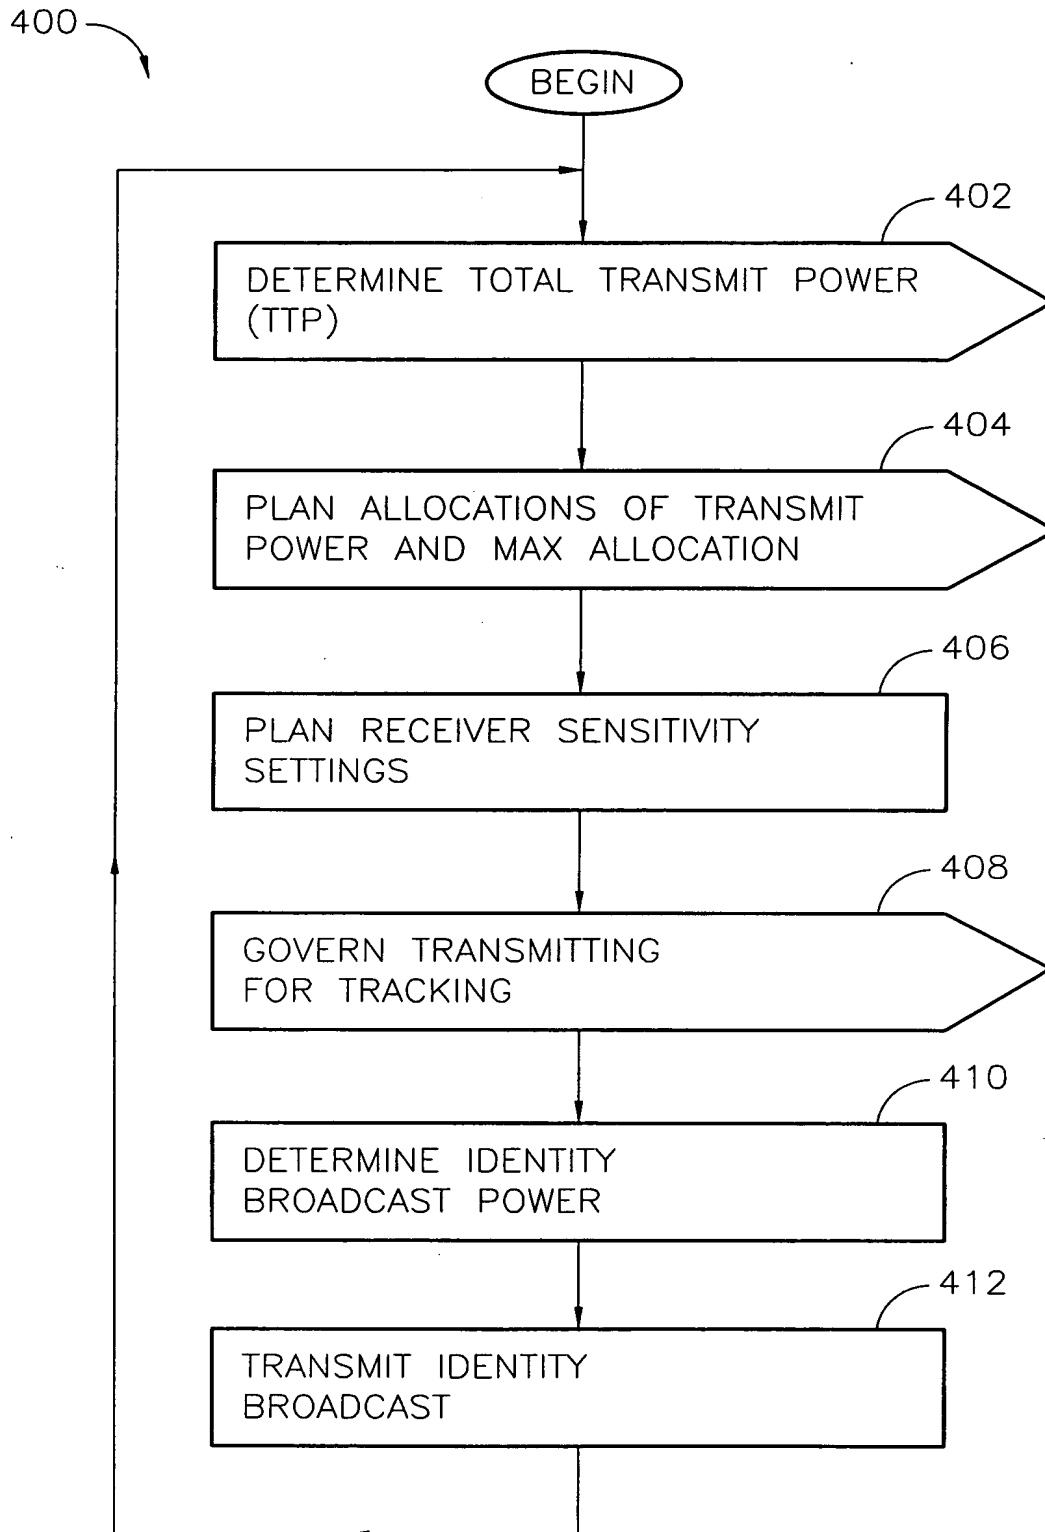 400
BEGIN
402
DETERMINE TOTAL TRANSMIT POWER
(TTP)
404
PLAN ALLOCATIONS OF TRANSMIT
POWER AND MAX ALLOCATION
406
PLAN RECEIVER SENSITIVITY
SETTINGS
408
GOVERN TRANSMITTING
FOR TRACKING
410
DETERMINE IDENTITY
BROADCAST POWER
412
TRANSMIT IDENTITY
BROADCAST